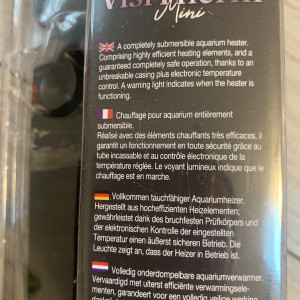 VISITHERM
Mini
A completely submersible aquarium heater.
Comprising highly efficient heating elements, and a
guaranteed completely safe operation, thanks to an
unbreakable casing plus electronic temperature
control. A warning light indicates when the heater is
functioning.
Chauffage pour aquarium entièrement
submersible.
Réalisé avec des éléments chauffants très efficaces, il
garantit un fonctionnement en toute sécurité grâce au
tube incassable et au contrôle électronique de la
température réglée. Le voyant lumineux indique que le
chauffage est en marche.
Vollkommen tauchfähiger Aquariumheizer.
Hergestellt aus hocheffizienten Heizelementen;
gewährleistet dank des bruchfesten Prüfkörpers und
der elektronischen Kontrolle der eingestellten
Temperatur einen äußerst sicheren Betrieb. Die
Leuchte zeigt an, dass der Heizer in Betrieb ist.
Volledig onderdompelbare aquariumverwarmer.
Vervaardigd met uiterst efficiënte verwarmingsele-
menten, garandeert voor een volledig veilige werking